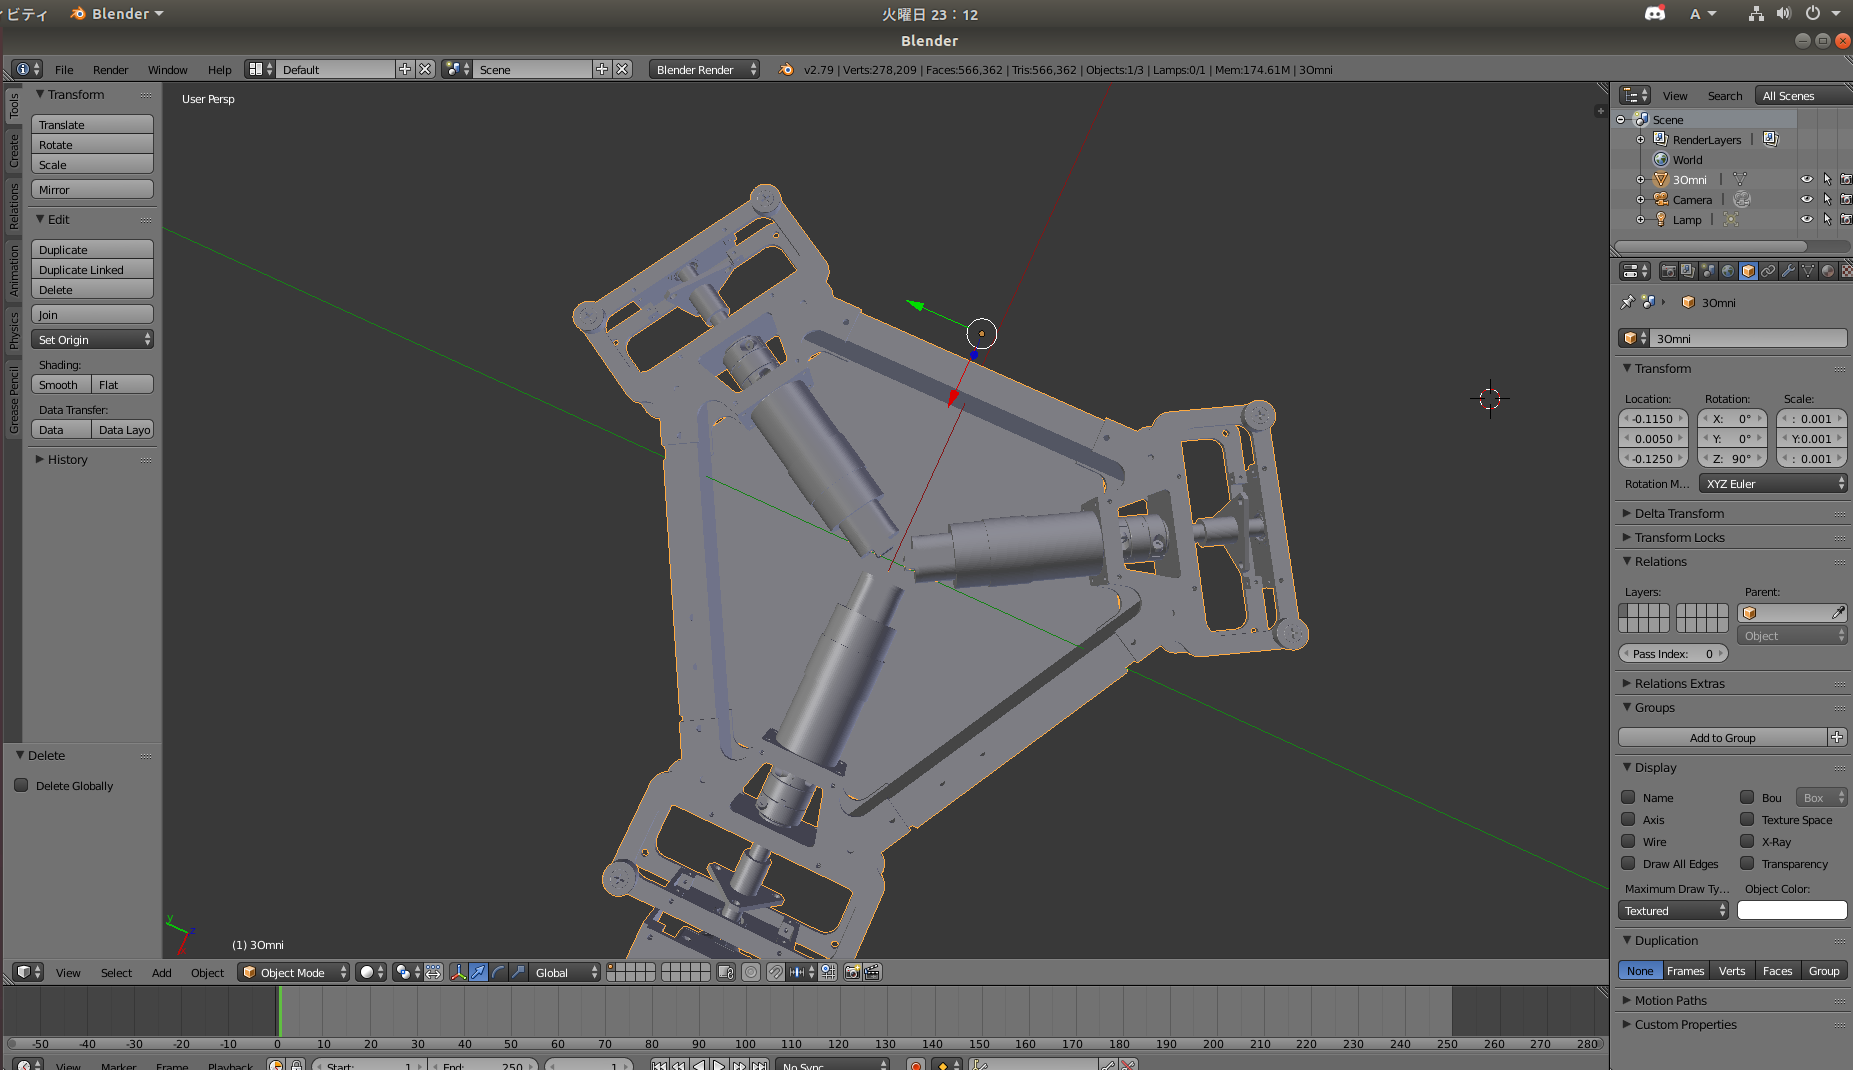 ィビティ Blender 火曜日 23：12 A
Blender
File Render Window Help Default Scene Blender Render v2.79 | Verts:278,209 | Faces:566,362 | Tris:566,362 | Objects:1/3 | Lamps:0/1 | Mem:174.61M | 3Omni
Tools
Create
Relations
Animation
Physics
Grease Pencil
Transform
Translate
Rotate
Scale
Mirror
Edit
Duplicate
Duplicate Linked
Delete
Join
Set Origin
Shading:
Smooth Flat
Data Transfer:
Data Data Layo
History
Delete
Delete Globally
User Persp
y
z
(1) 3Omni
View Select Add Object Object Mode Global
-50 -40 -30 -20 -10 0 10 20 30 40 50 60 70 80 90 100 110 120 130 140 150 160 170 180 190 200 210 220 230 240 250 260 270 280
View Marker Frame Playback Start: 1 End: 250 1 No Sync
View Search All Scenes
Scene
RenderLayers
World
3Omni
Camera
Lamp
3Omni
3Omni
Transform
Location: Rotation: Scale:
-0.1150 X: 0° : 0.001
0.0050 Y: 0° Y:0.001
-0.1250 Z: 90° : 0.001
Rotation M... XYZ Euler
Delta Transform
Transform Locks
Relations
Layers: Parent:
Object
Pass Index: 0
Relations Extras
Groups
Add to Group
Display
Name Bou Box
Axis Texture Space
Wire X-Ray
Draw All Edges Transparency
Maximum Draw Ty... Object Color:
Textured
Duplication
None Frames Verts Faces Group
Motion Paths
Custom Properties